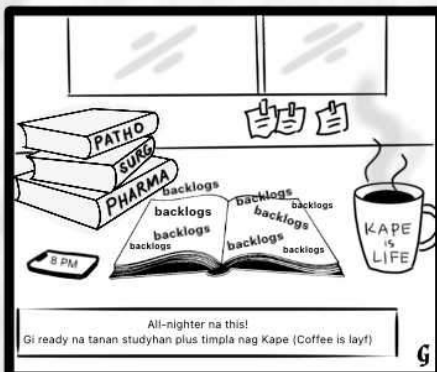 PATHO
SURG
PHARMA
backlogs
backlogs
backlogs
backlogs
backlogs
backlogs
backlogs
backlogs
backlogs
8 PM
KAPE
is
LIFE
All-nighter na this!
Gi ready na tanan studyhan plus timpla nag Kape (Coffee is layf)
G